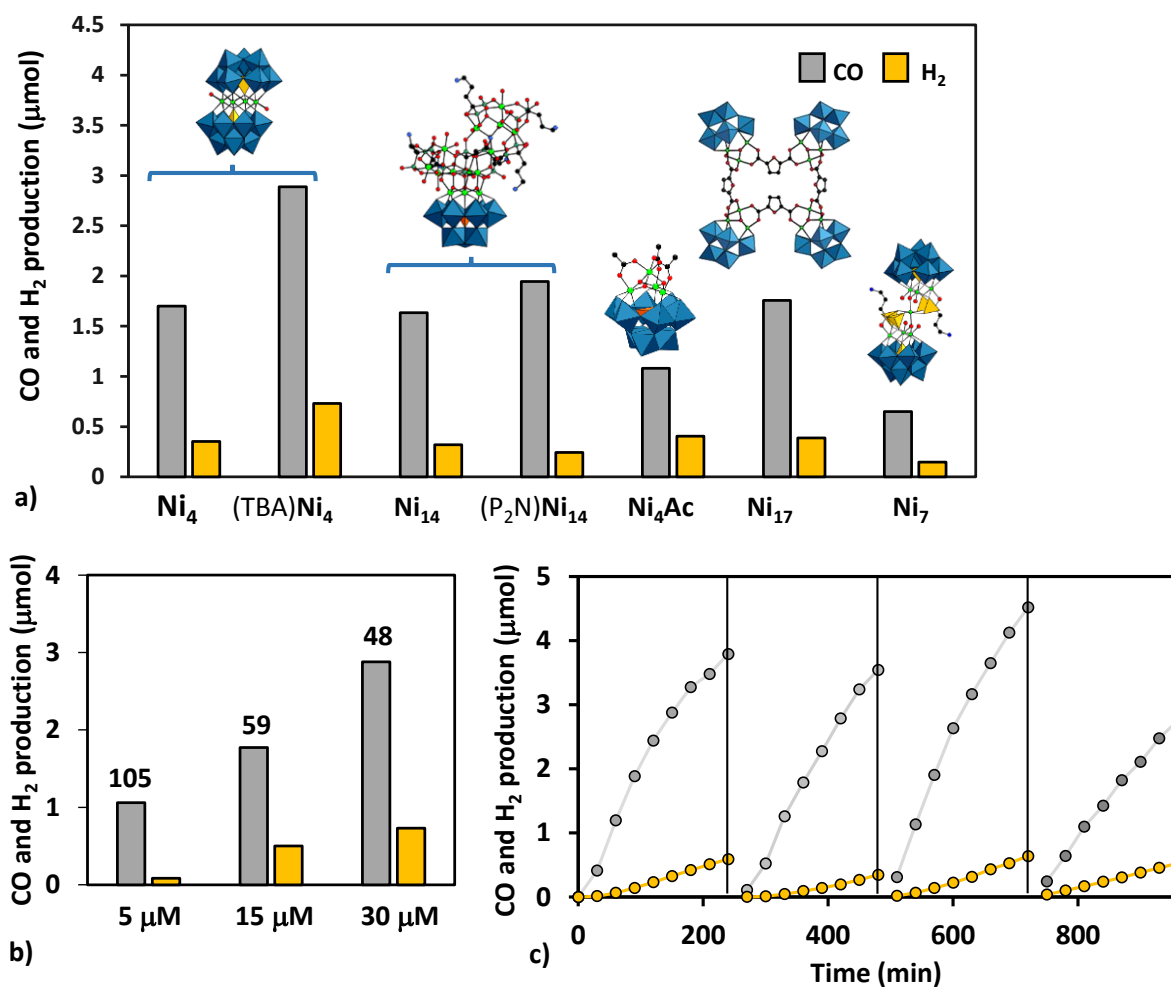 CO and H₂ production (μmol)
4.5
4
3.5
3
2.5
2
1.5
1
0.5
0
CO H₂
Ni₄ (TBA)Ni₄ Ni₁₄ (P₂N)Ni₁₄ Ni₄Ac Ni₁₇ Ni₇
a)
CO and H₂ production (μmol)
4
3
2
1
0
105
59
48
5 μM 15 μM 30 μM
b)
CO and H₂ production (μmol)
5
4
3
2
1
0
0 200 400 600 800
Time (min)
c)